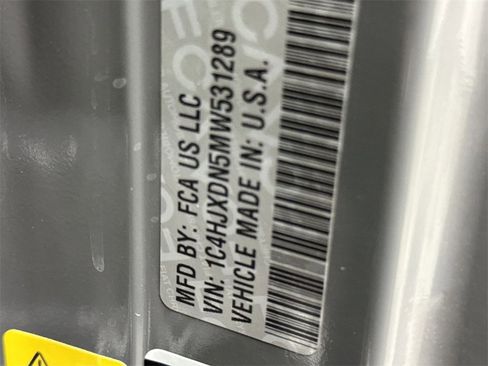 MFD BY: FCA US LLC
VIN: 1C4HJXDN5MW531289
VEHICLE MADE IN: U.S.A.